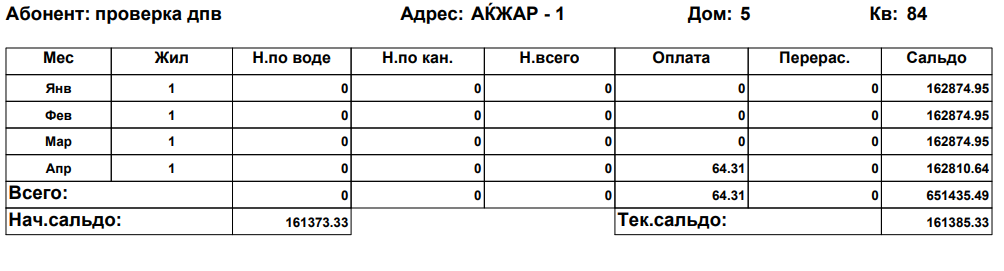 Абонент: проверка дпв Адрес: АЌЖАР - 1 Дом: 5 Кв: 84
Мес Жил Н.по воде Н.по кан. Н.всего Оплата Перерас. Сальдо
Янв 1 0 0 0 0 0 162874.95
Фев 1 0 0 0 0 0 162874.95
Мар 1 0 0 0 0 0 162874.95
Апр 1 0 0 0 64.31 0 162810.64
Всего: 0 0 0 64.31 0 651435.49
Нач.сальдо: 161373.33 Тек.сальдо: 161385.33